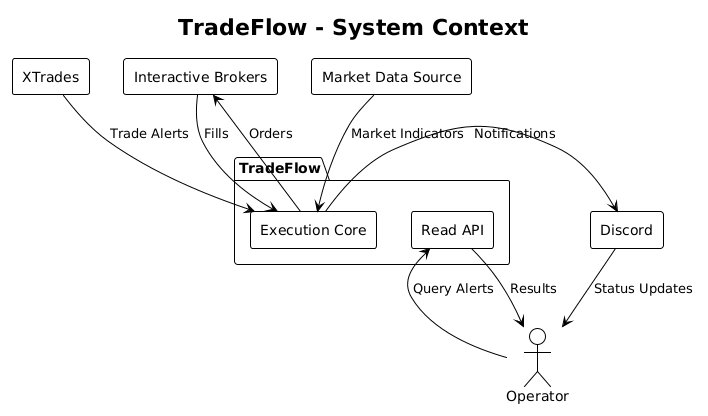 TradeFlow - System Context
XTrades
Interactive Brokers
Market Data Source
Trade Alerts
Fills
Orders
Market Indicators
Notifications
TradeFlow
Execution Core
Read API
Discord
Query Alerts
Results
Status Updates
Operator